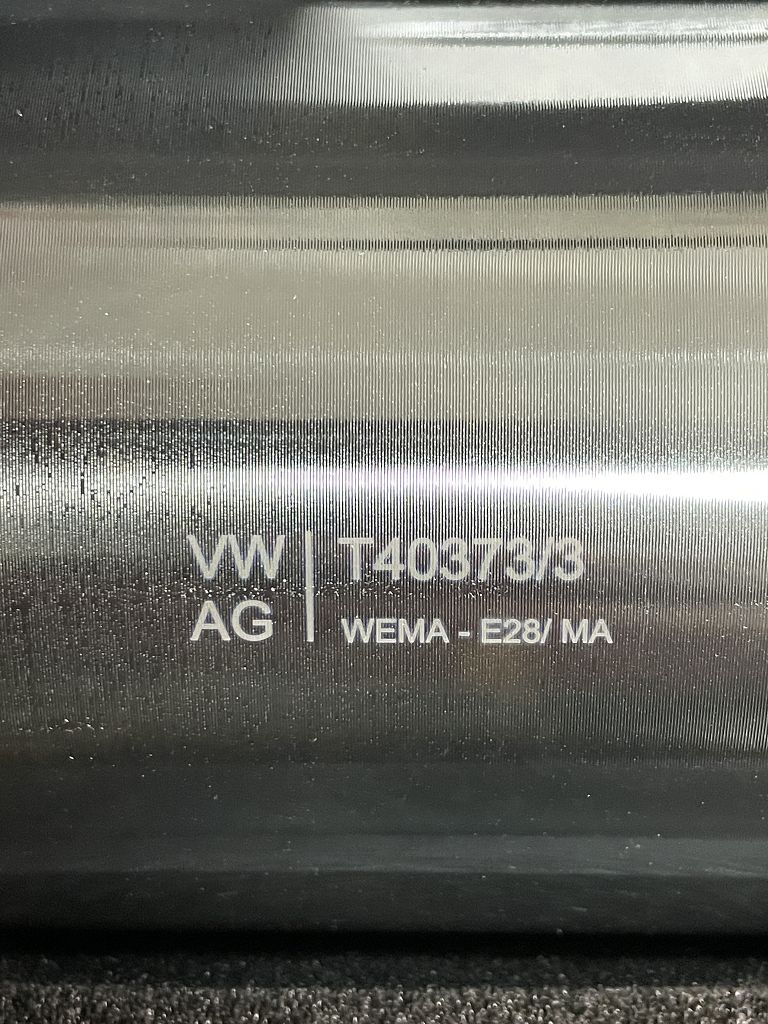 VW
AG
T40373/3
WEMA - E28/ MA